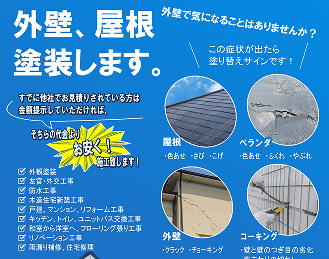 外壁、屋根
塗装します。
外壁で気になることはありませんか？
この症状が出たら
塗り替えサインです！
すでに他社でお見積りされている方は
金額提示していただければ、
そちらの代金より
お安く！
施工致します！
屋根
・色あせ ・さび ・こげ
ベランダ
・色あせ ・ふくれ ・やぶれ
外観塗装
左官・外交工事
防水工事
木造住宅新築工事
戸建、マンション、リフォーム工事
キッチン、トイレ、ユニットバス交換工事
和室から洋室へ、フローリング張り工事
リノベーション工事
雨漏り補修、住宅修理
外壁
・クラック ・チョーキング
コーキング
・壁と壁のつぎ目の劣化